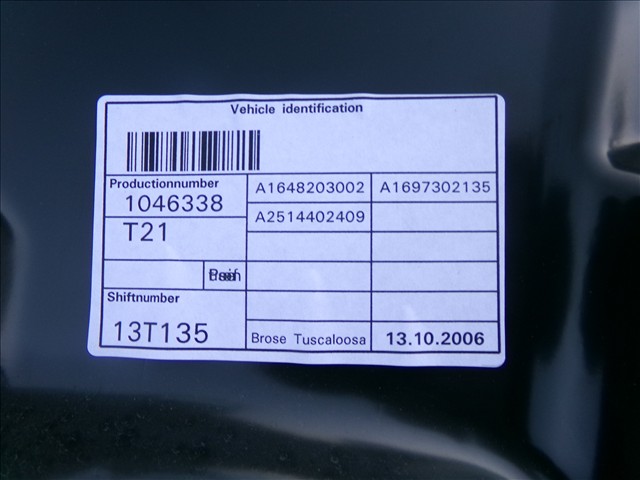 Vehicle identification
Productionnumber
1046338
A1648203002
A1697302135
T21
A2514402409
Shiftnumber
13T135
Brose Tuscaloosa
13.10.2006